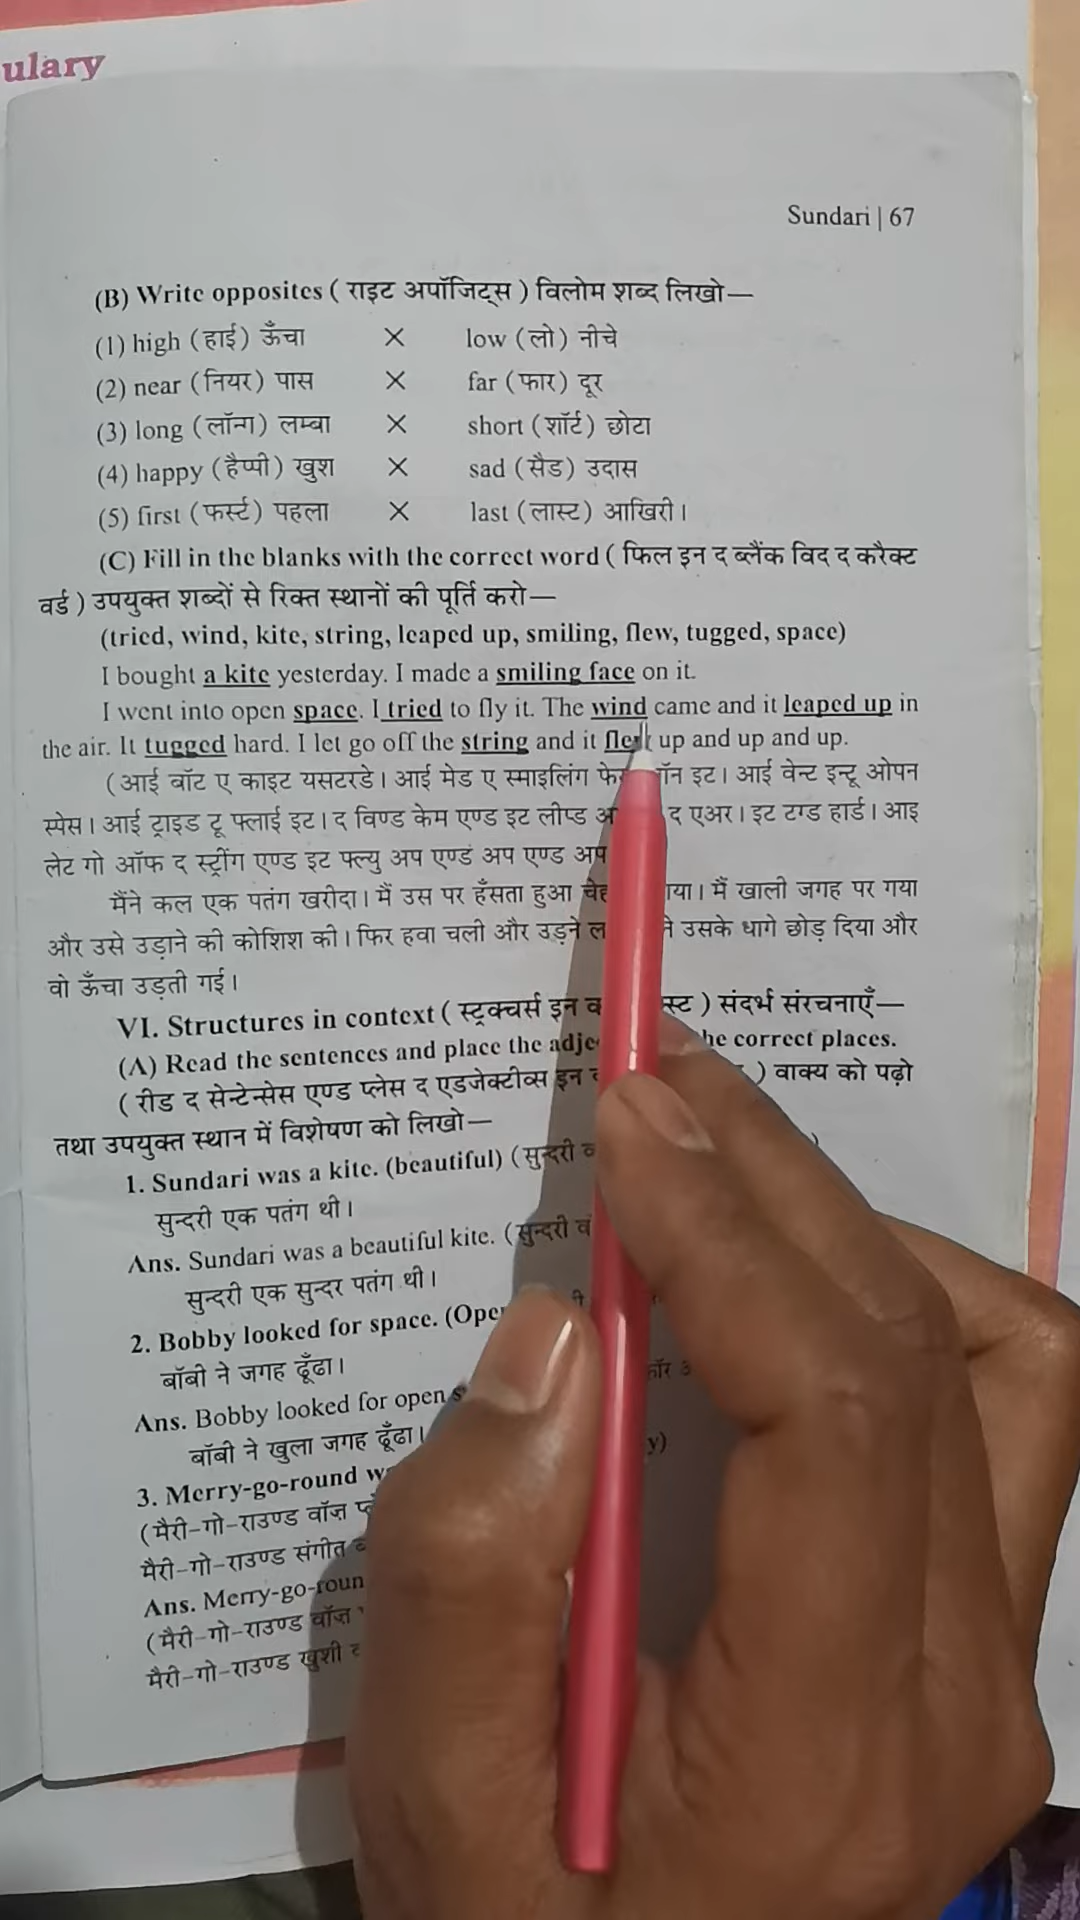 ulary
Sundari | 67
(B) Write opposites ( राइट अपॉजिट्स ) विलोम शब्द लिखो—
(1) high (हाई) ऊँचा × low (लो) नीचे
(2) near (नियर) पास × far (फार) दूर
(3) long (लॉन्ग) लम्बा × short (शॉर्ट) छोटा
(4) happy (हैप्पी) खुश × sad (सैड) उदास
(5) first (फर्स्ट) पहला × last (लास्ट) आखिरी।
(C) Fill in the blanks with the correct word ( फिल इन द ब्लैंक विद द करैक्ट
वर्ड ) उपयुक्त शब्दों से रिक्त स्थानों की पूर्ति करो—
(tried, wind, kite, string, leaped up, smiling, flew, tugged, space)
I bought a kite yesterday. I made a smiling face on it.
I went into open space. I tried to fly it. The wind came and it leaped up in
the air. It tugged hard. I let go off the string and it up and up and up.
(आई बॉट ए काइट यसटरडे। आई मेड ए स्माइलिंग इट। आई वेन्ट इन्टू ओपन
स्पेस। आई ट्राइड टू फ्लाई इट। द विण्ड केम एण्ड इट लीप्ड द एअर। इट टग्ड हार्ड। आइ
लेट गो ऑफ द स्ट्रींग एण्ड इट फ्ल्यु अप एण्ड अप एण्ड अप
मैंने कल एक पतंग खरीदा। मैं उस पर हँसता हुआ मैं खाली जगह पर गया
और उसे उड़ाने की कोशिश की। फिर हवा चली और उड़ने उसके धागे छोड़ दिया और
वो ऊँचा उड़ती गई।
VI. Structures in context ( स्ट्रक्चर्स इन ) संदर्भ संरचनाएँ—
(A) Read the sentences and place the correct places.
( रीड द सेन्टेन्सेस एण्ड प्लेस द एडजेक्टीव्स इन ) वाक्य को पढ़ो
तथा उपयुक्त स्थान में विशेषण को लिखो—
1. Sundari was a kite. (beautiful) (सुन्दरी
सुन्दरी एक पतंग थी।
Ans. Sundari was a beautiful kite. (सुन्दरी
सुन्दरी एक सुन्दर पतंग थी।
2. Bobby looked for space.
बॉबी ने जगह ढूँढा।
Ans. Bobby looked for open
बॉबी ने खुला जगह ढूँढा।
3. Merry-go-round
(मैरी-गो-राउण्ड वॉज़
मैरी-गो-राउण्ड संगीत
Ans.
(मैरी-गो-राउण्ड वॉज़
मैरी-गो-राउण्ड खुशी